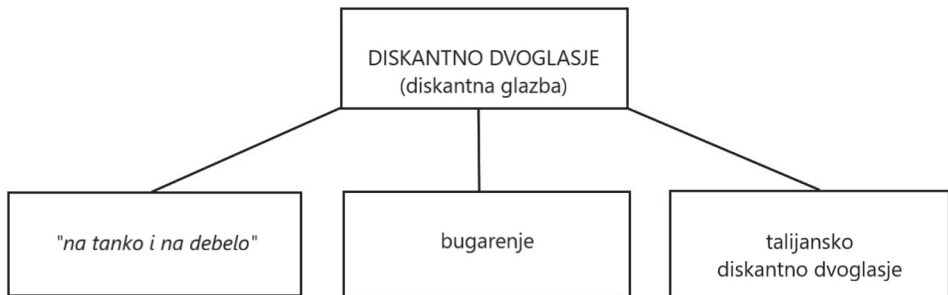 DISKANTNO DVOGLASJE
(diskantna glazba)
"na tanko i na debelo"
bugarenje
talijansko
diskantno dvoglasje